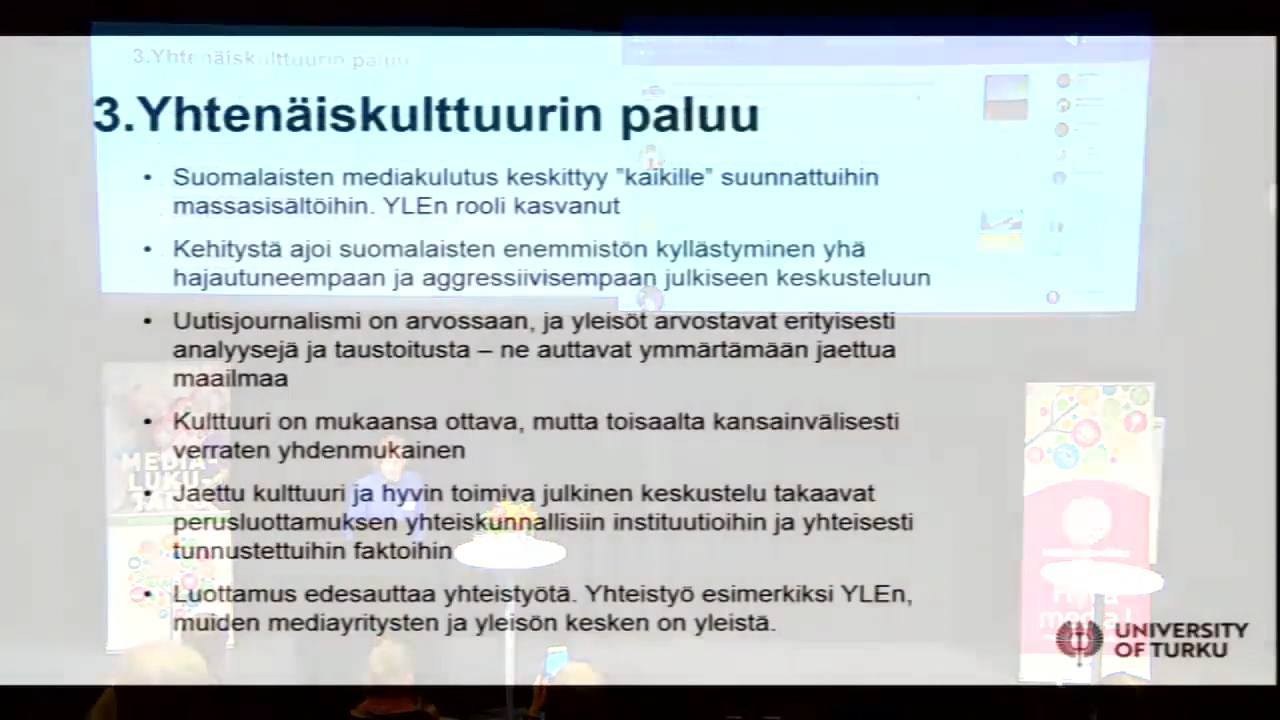 3.Yhtenäiskulttuurin paluu
3.Yhtenäiskulttuurin paluu
• Suomalaisten mediakulutus keskittyy ”kaikille” suunnattuihin
massasisältöihin. YLEn rooli kasvanut
• Kehitystä ajoi suomalaisten enemmistön kyllästyminen yhä
hajautuneempaan ja aggressiivisempaan julkiseen keskusteluun
• Uutisjournalismi on arvossaan, ja yleisöt arvostavat erityisesti
analyysejä ja taustoitusta – ne auttavat ymmärtämään jaettua
maailmaa
• Kulttuuri on mukaansa ottava, mutta toisaalta kansainvälisesti
verraten yhdenmukainen
MEDIA-
LUKU-
• Jaettu kulttuuri ja hyvin toimiva julkinen keskustelu takaavat
perusluottamuksen yhteiskunnallisiin instituutioihin ja yhteisesti
tunnustettuihin faktoihin
• Luottamus edesauttaa yhteistyötä. Yhteistyö esimerkiksi YLEn,
muiden mediayritysten ja yleisön kesken on yleistä.
UNIVERSITY
OF TURKU